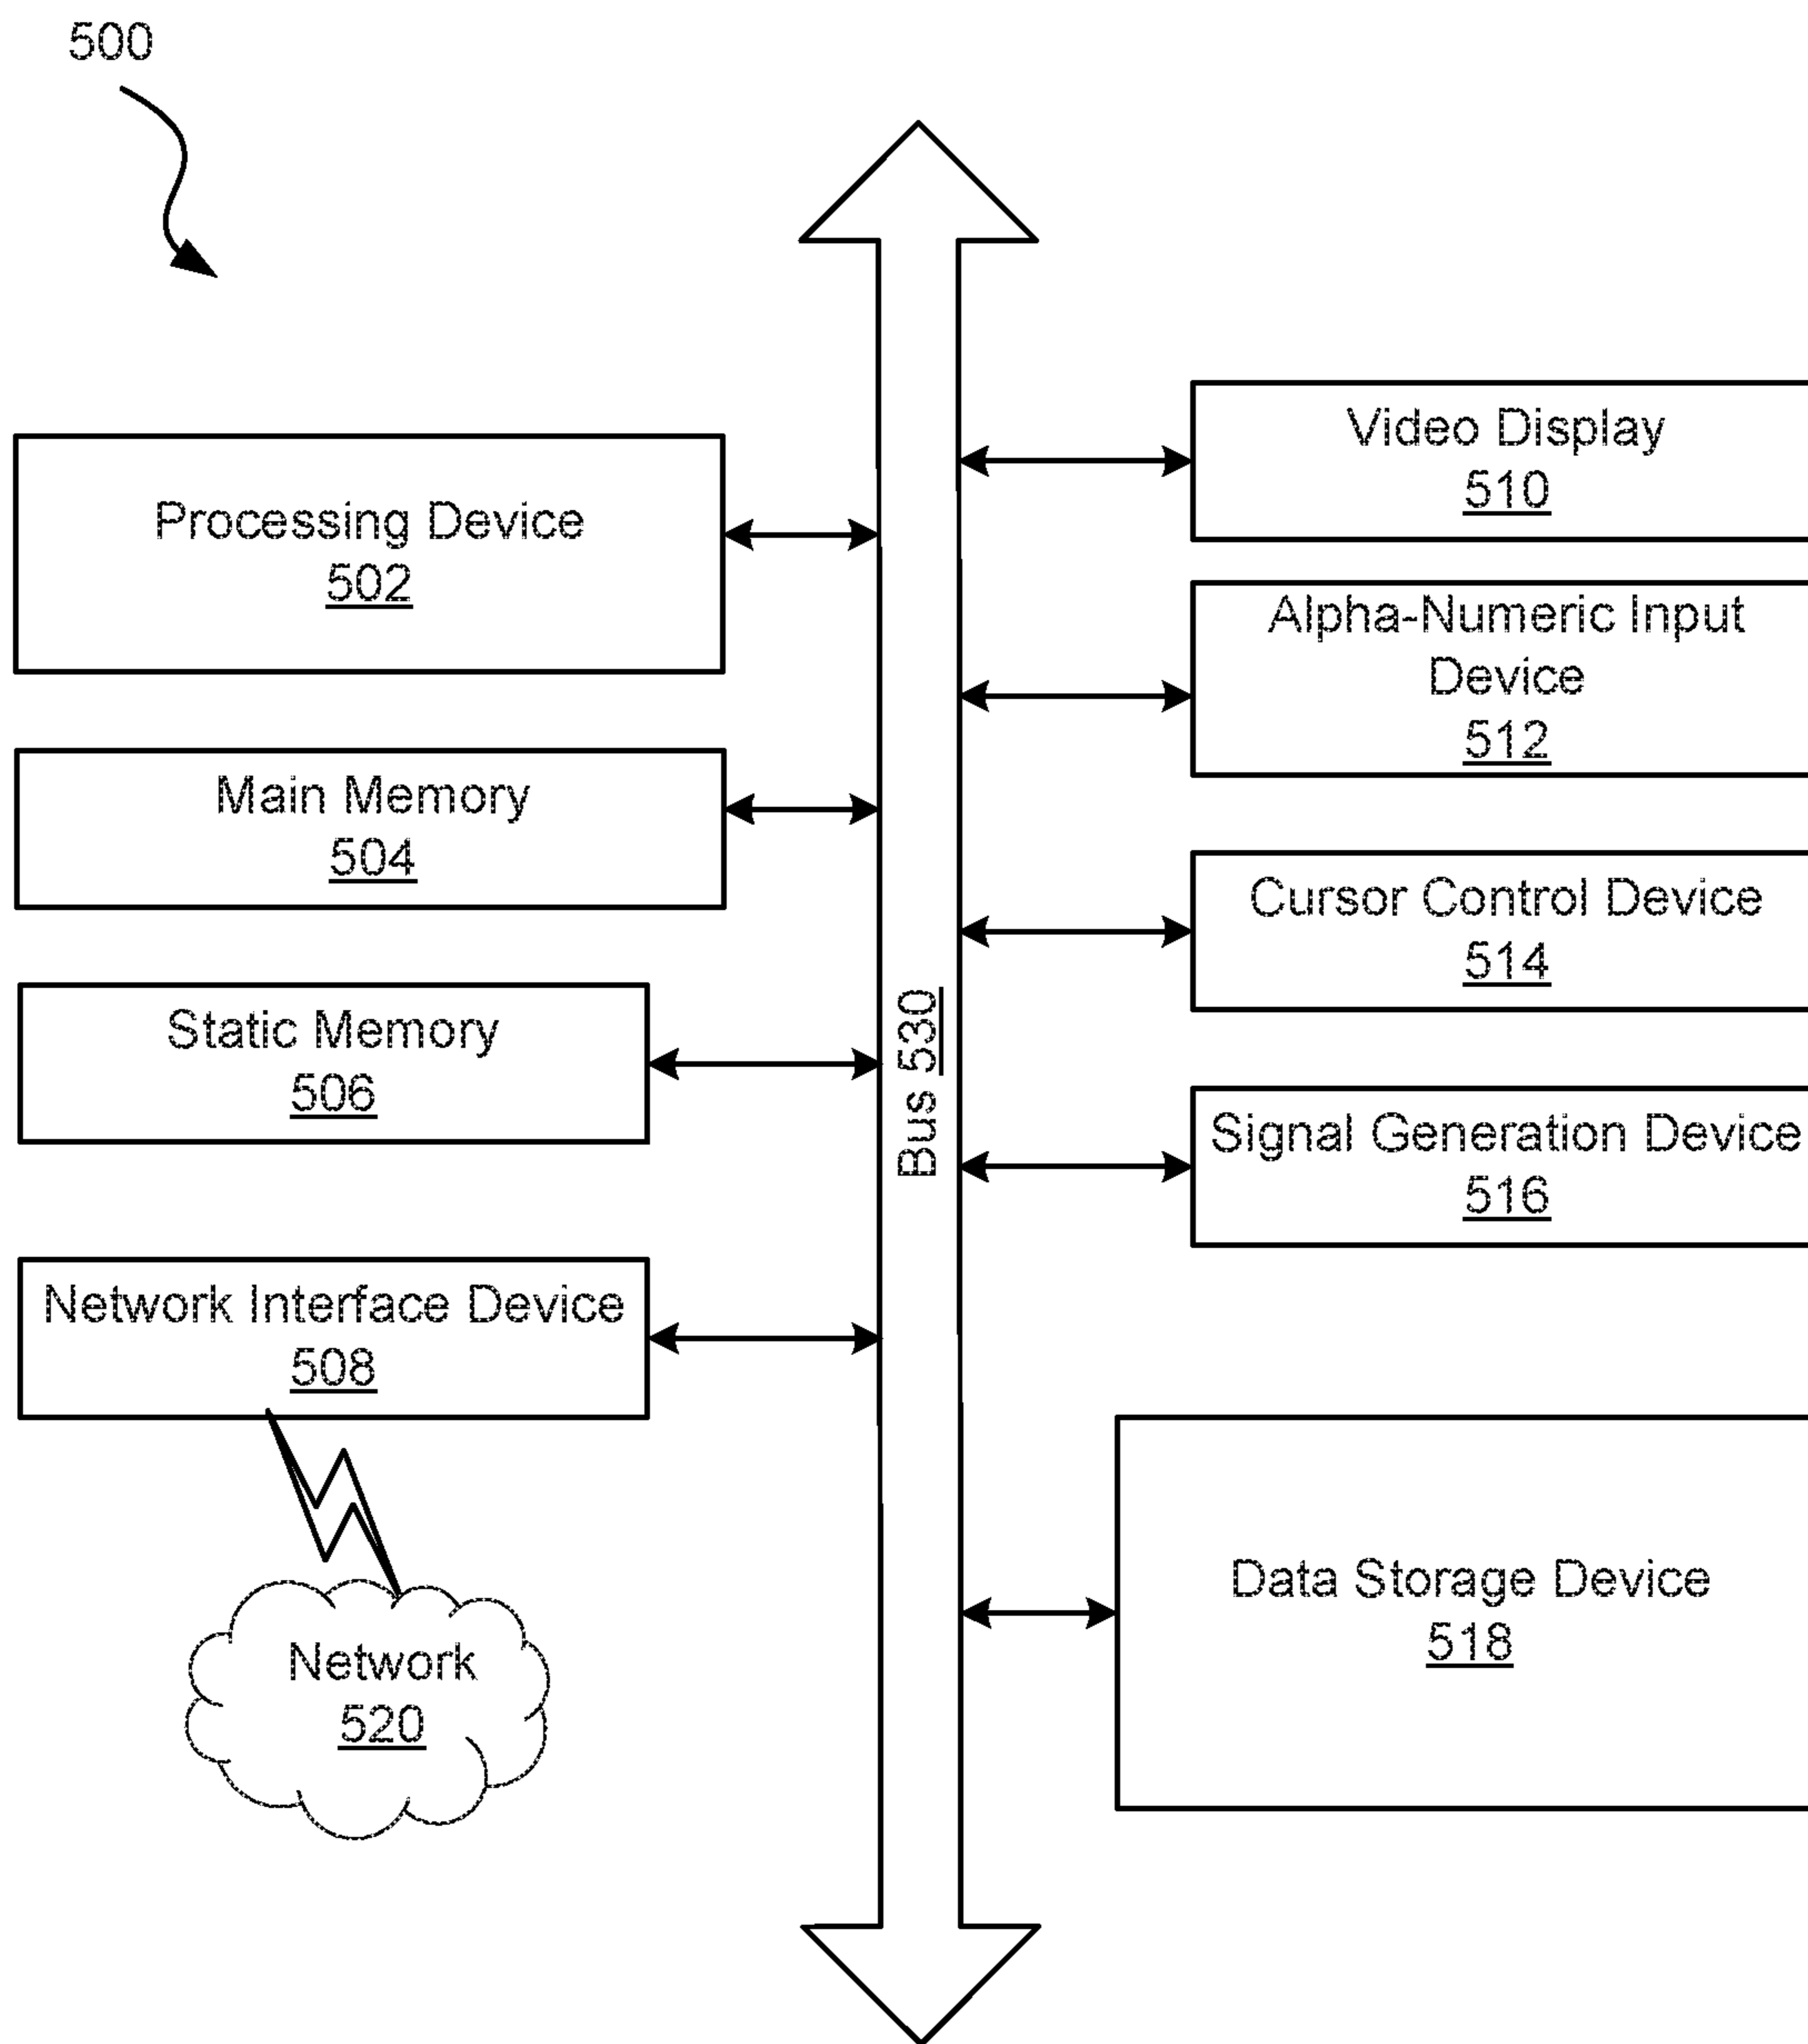 500
Processing Device
502
Main Memory
504
Static Memory
506
Network Interface Device
508
Network
520
Bus 530
Video Display
510
Alpha-Numeric Input
Device
512
Cursor Control Device
514
Signal Generation Device
516
Data Storage Device
518